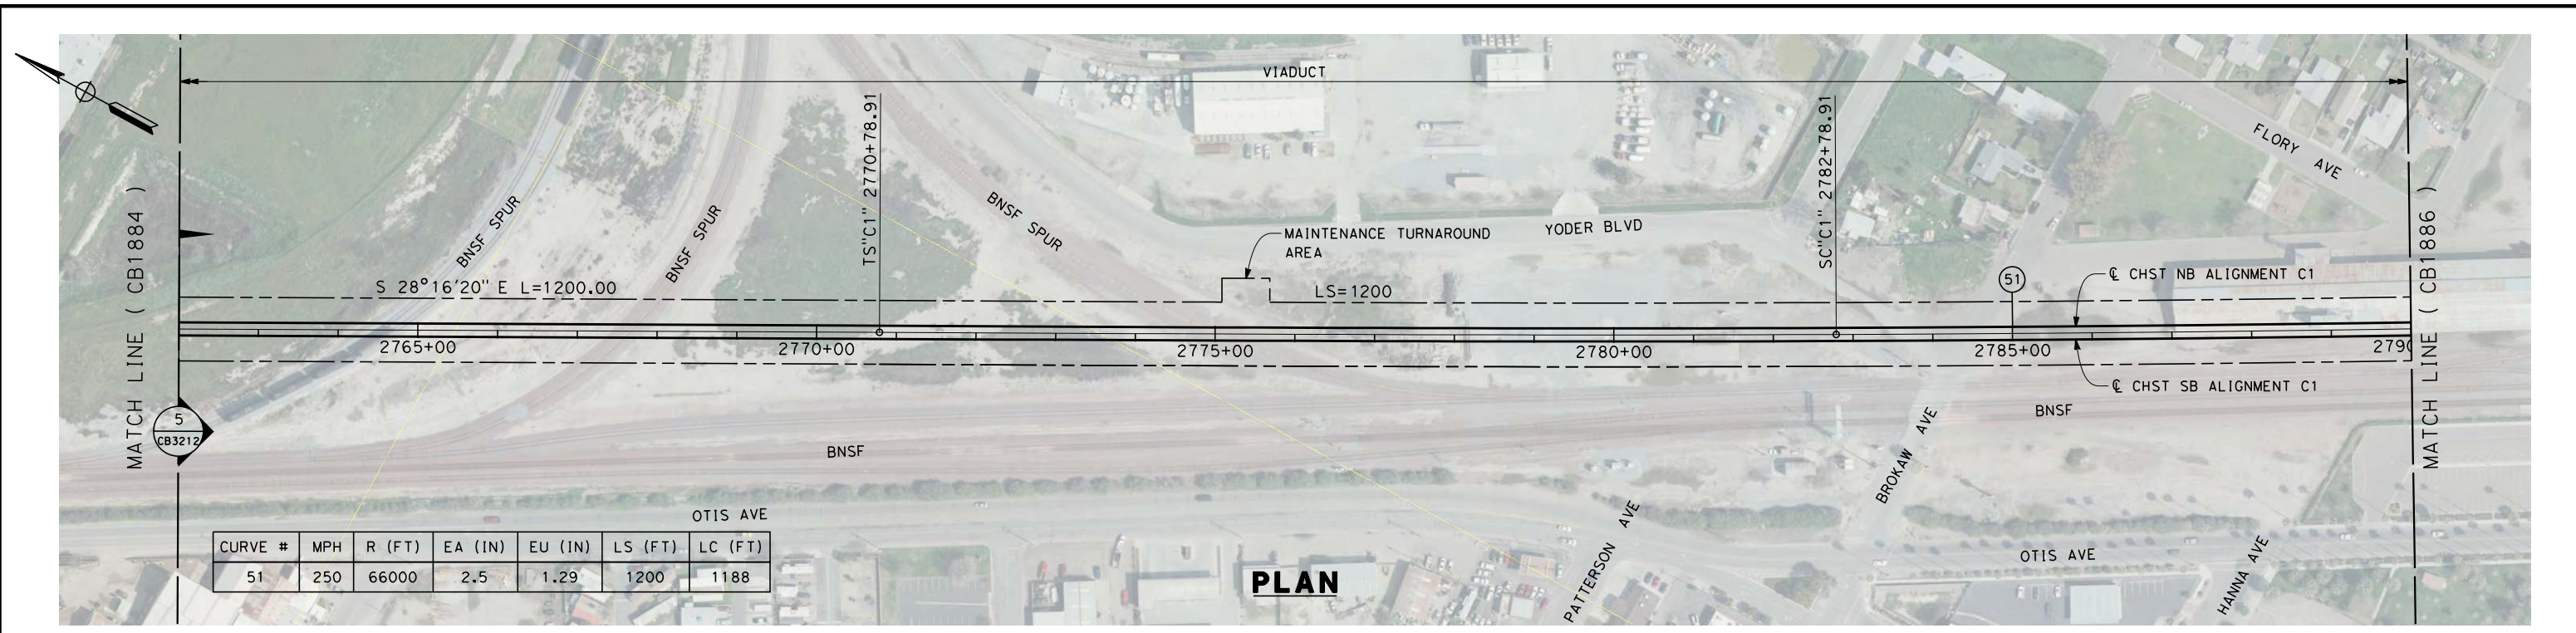 VIADUCT
MATCH LINE ( CB1884 )
TS"C1" 2770+78.91
SC"C1" 2782+78.91
FLORY AVE
MATCH LINE ( CB1886 )
BNSF SPUR
BNSF SPUR
BNSF SPUR
MAINTENANCE TURNAROUND
AREA
YODER BLVD
S 28°16'20" E L=1200.00
LS=1200
51
℄ CHST NB ALIGNMENT C1
2765+00
2770+00
2775+00
2780+00
2785+00
279
℄ CHST SB ALIGNMENT C1
5
CB3212
BNSF
BNSF
BROKAW AVE
PATTERSON AVE
HANNA AVE
OTIS AVE
OTIS AVE
CURVE # MPH R (FT) EA (IN) EU (IN) LS (FT) LC (FT)
51 250 66000 2.5 1.29 1200 1188
PLAN